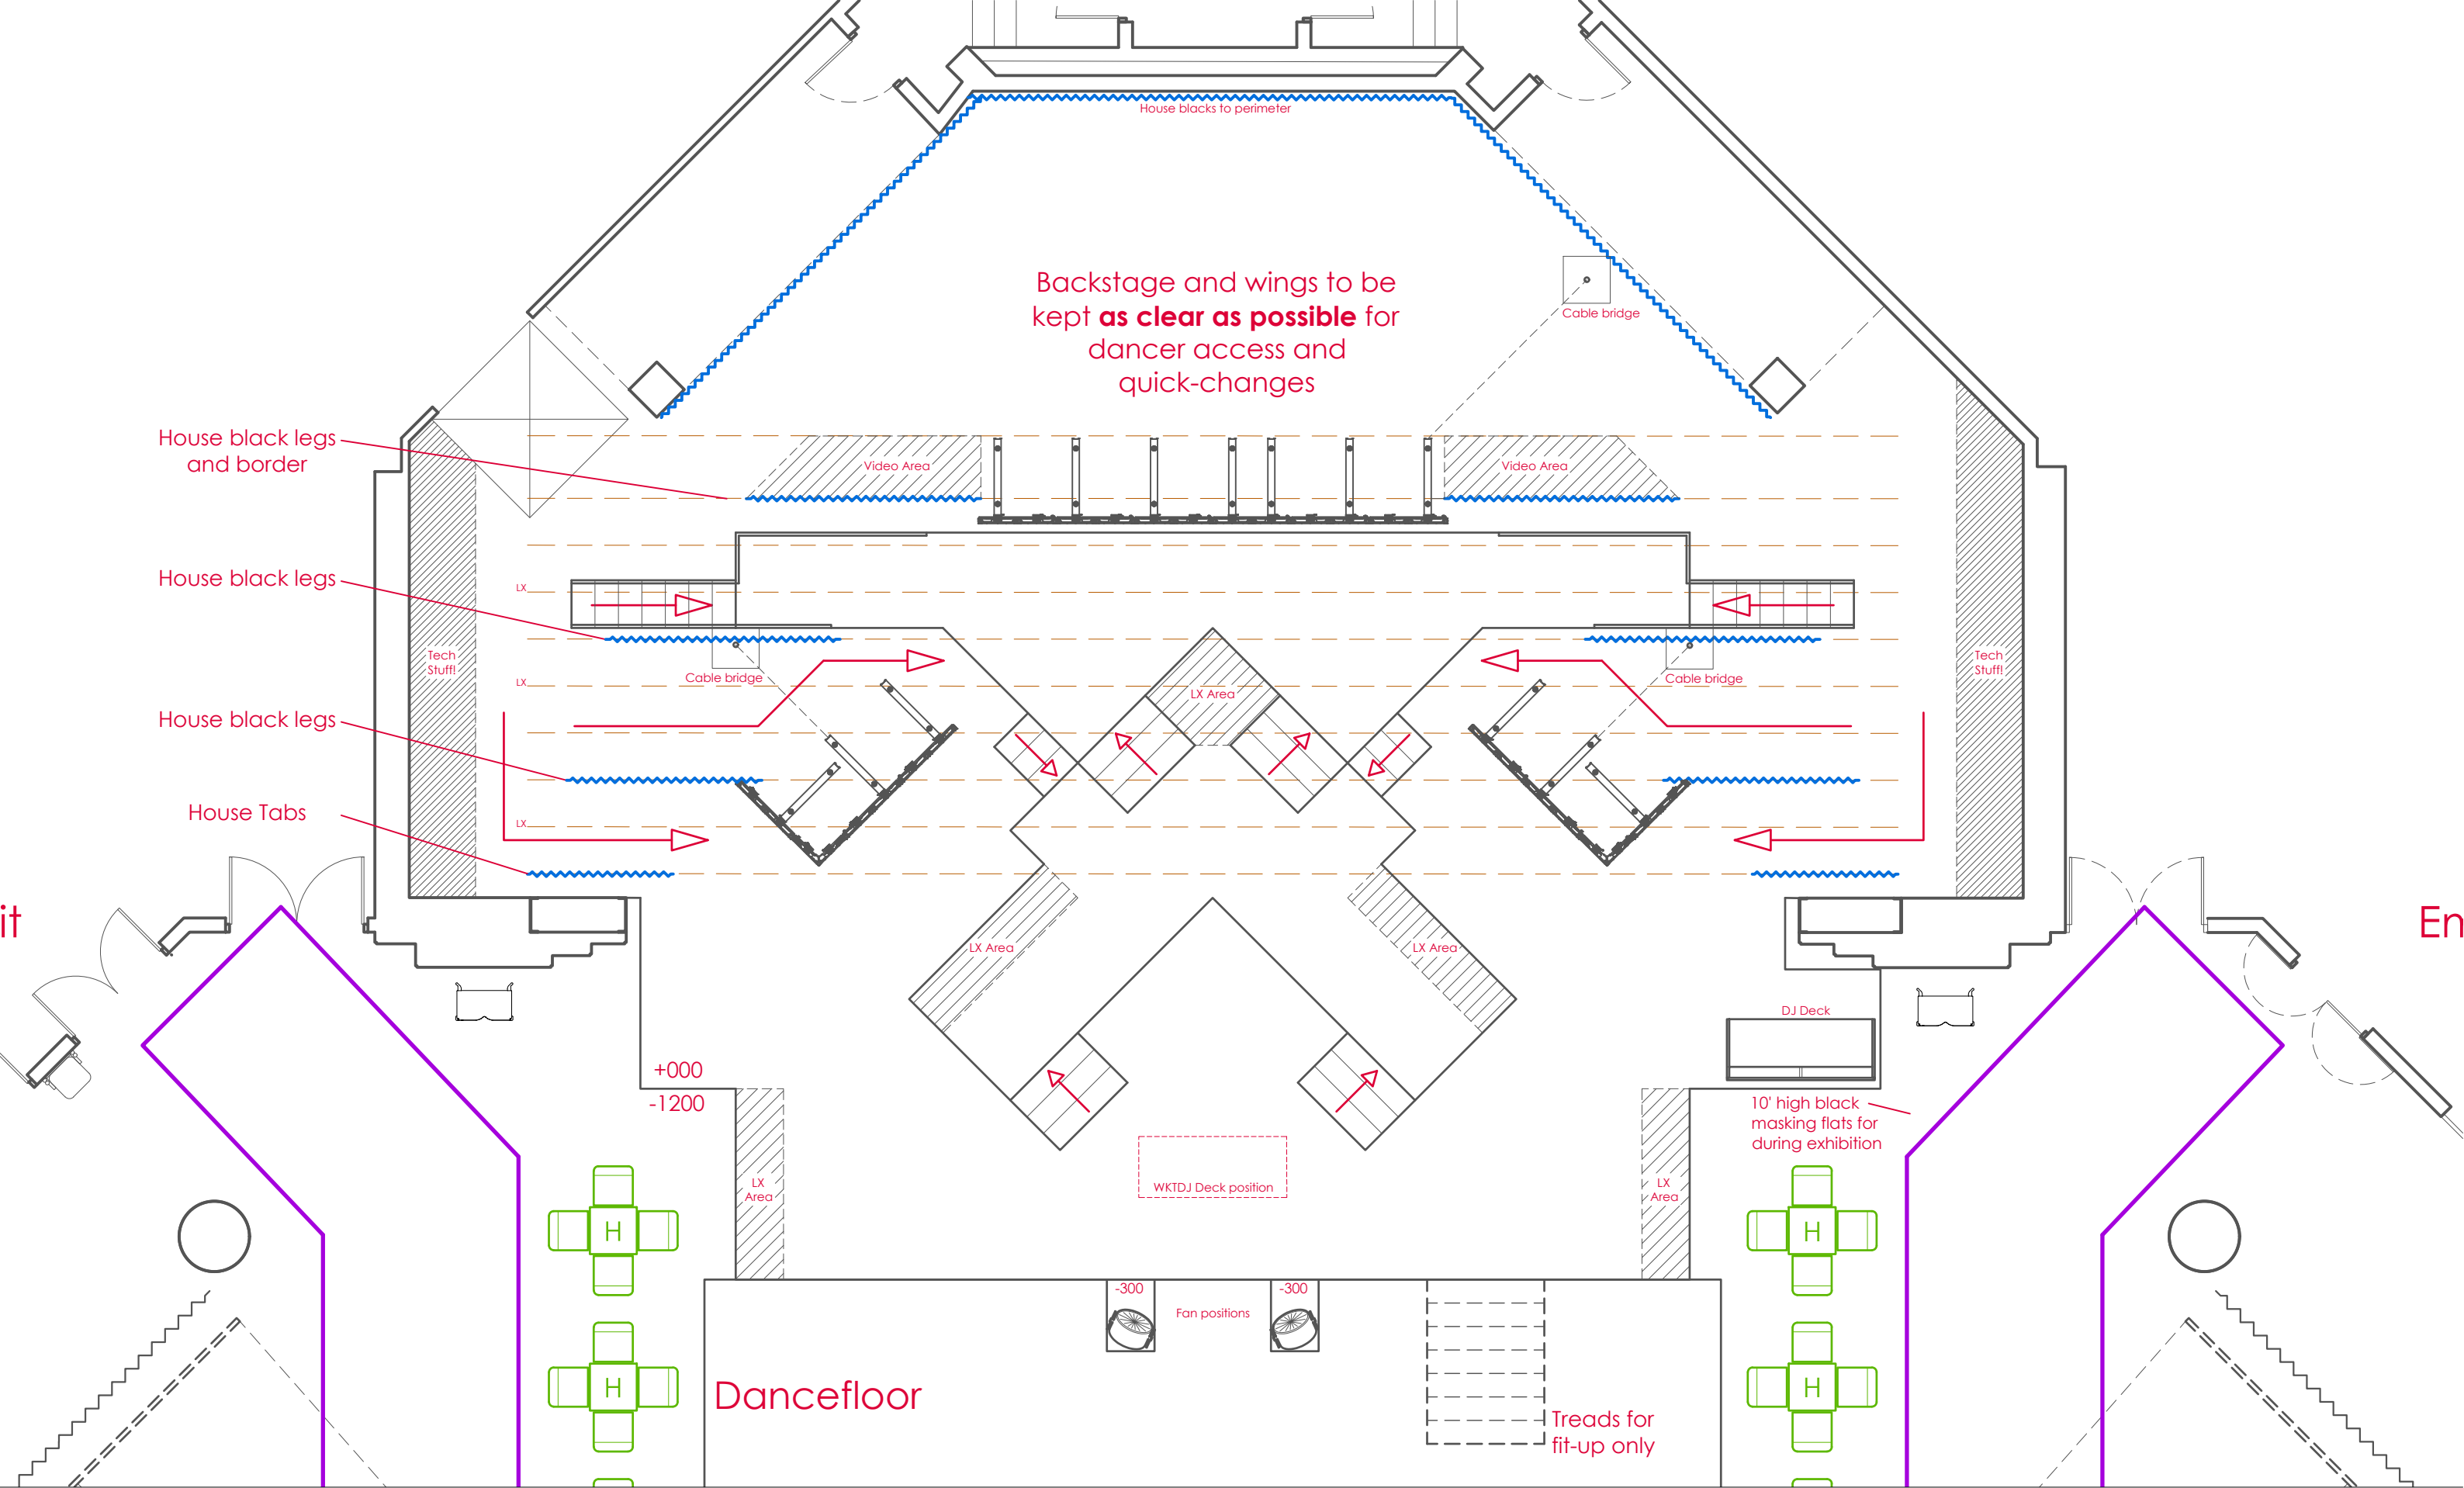 House blacks to perimeter
Backstage and wings to be
kept as clear as possible for
dancer access and
quick-changes
Cable bridge
House black legs
and border
Video Area
Video Area
House black legs
LX
Tech
Stuff!
Tech
Stuff!
Cable bridge
Cable bridge
LX
LX Area
House black legs
House Tabs
LX
it
En
LX Area
LX Area
DJ Deck
+000
-1200
10' high black
masking flats for
during exhibition
LX
Area
WKTDJ Deck position
LX
Area
H
H
-300
-300
Fan positions
H
H
Dancefloor
Treads for
fit-up only